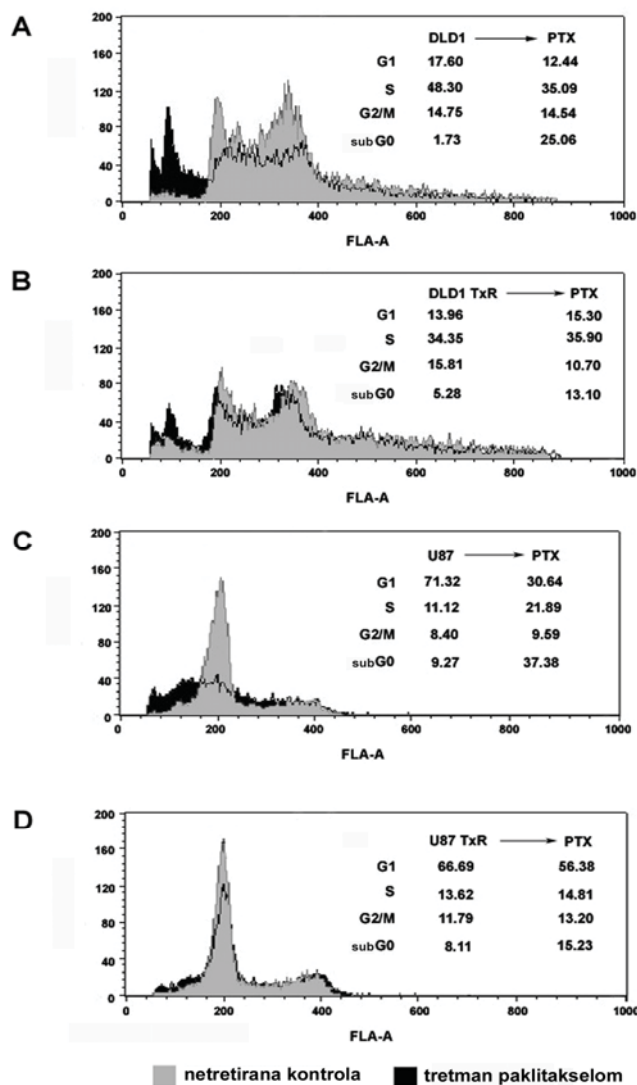 A
200
160
120
80
40
0
0 200 400 600 800 1000
FLA-A
DLD1 PTX
G1 17.60 12.44
S 48.30 35.09
G2/M 14.75 14.54
subG0 1.73 25.06
B
200
160
120
80
40
0
0 200 400 600 800 1000
FLA-A
DLD1 TxR PTX
G1 13.96 15.30
S 34.35 35.90
G2/M 15.81 10.70
subG0 5.28 13.10
C
200
160
120
80
40
0
0 200 400 600 800 1000
FLA-A
U87 PTX
G1 71.32 30.64
S 11.12 21.89
G2/M 8.40 9.59
subG0 9.27 37.38
D
200
160
120
80
40
0
0 200 400 600 800 1000
FLA-A
U87 TxR PTX
G1 66.69 56.38
S 13.62 14.81
G2/M 11.79 13.20
subG0 8.11 15.23
netretirana kontrola tretman paklitakselom